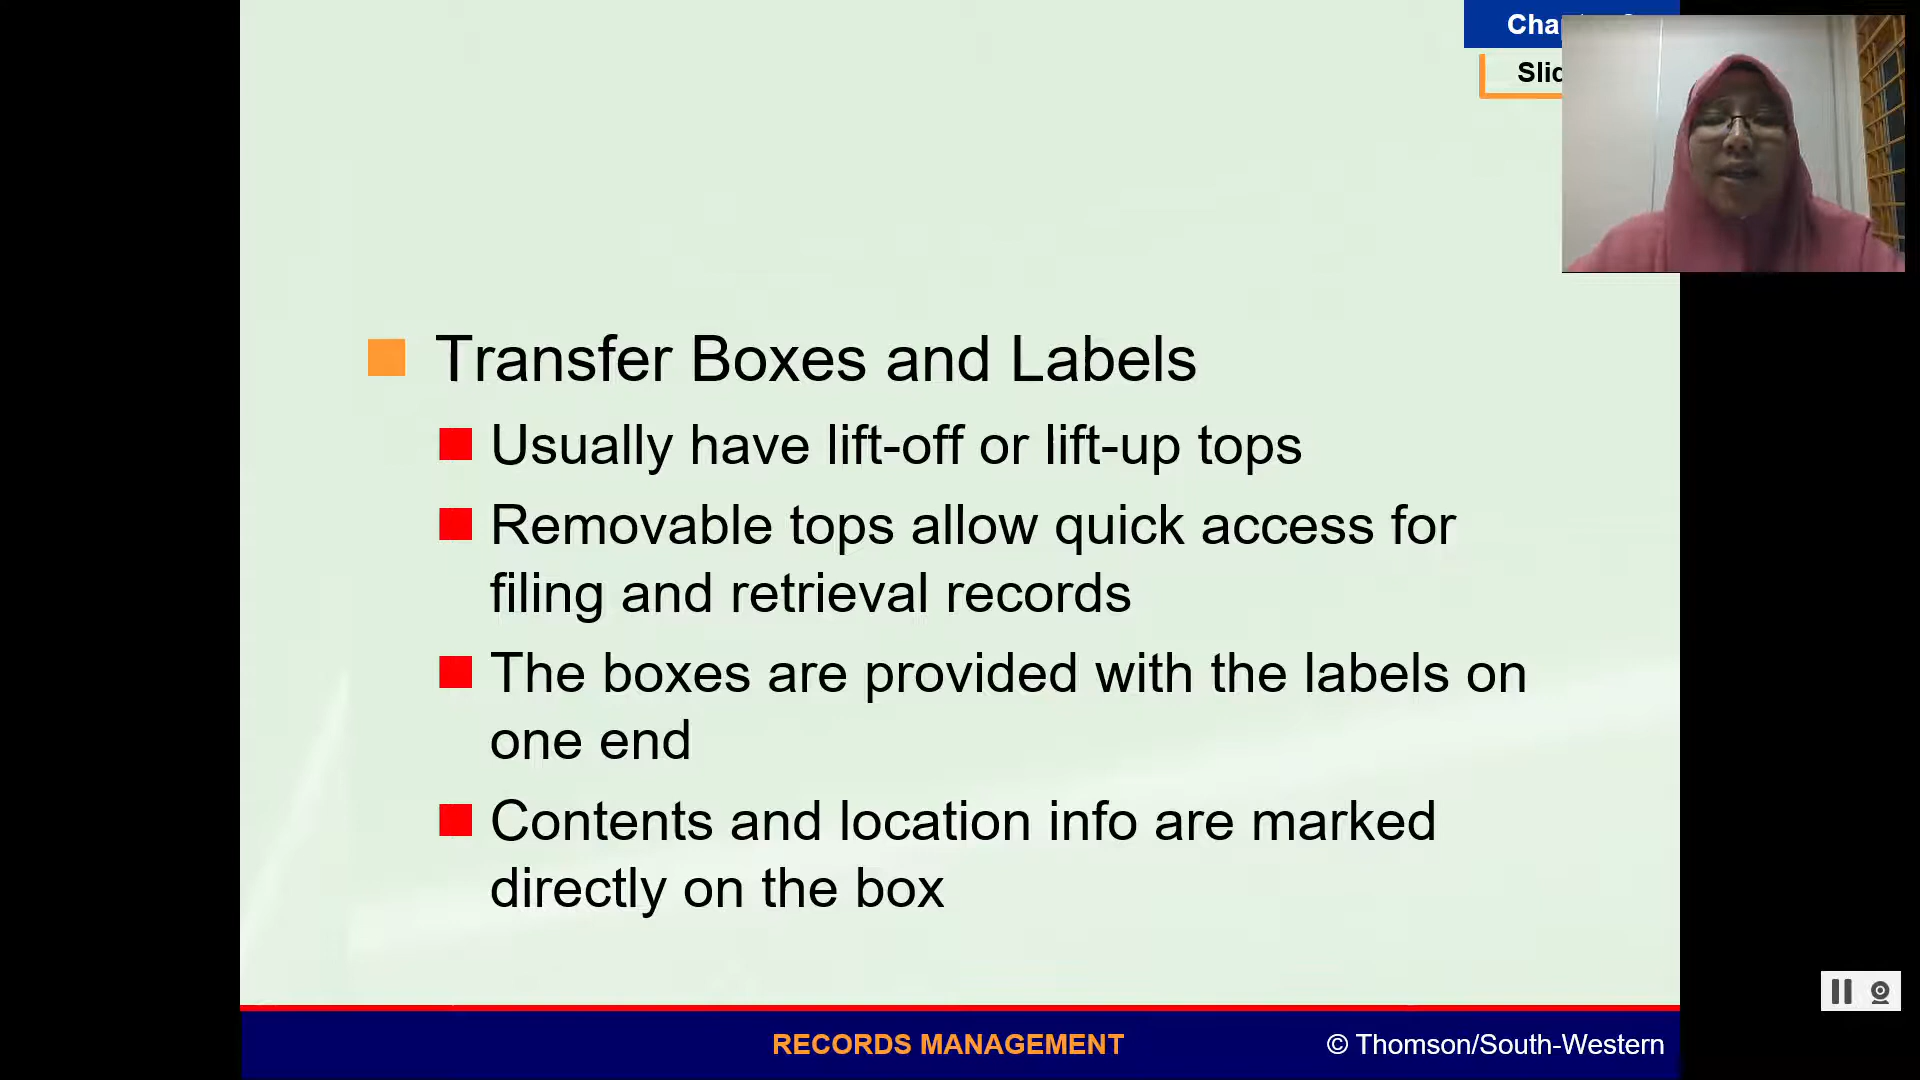 Transfer Boxes and Labels
Usually have lift-off or lift-up tops
Removable tops allow quick access for
filing and retrieval records
The boxes are provided with the labels on
one end
Contents and location info are marked
directly on the box
RECORDS MANAGEMENT
© Thomson/South-Western